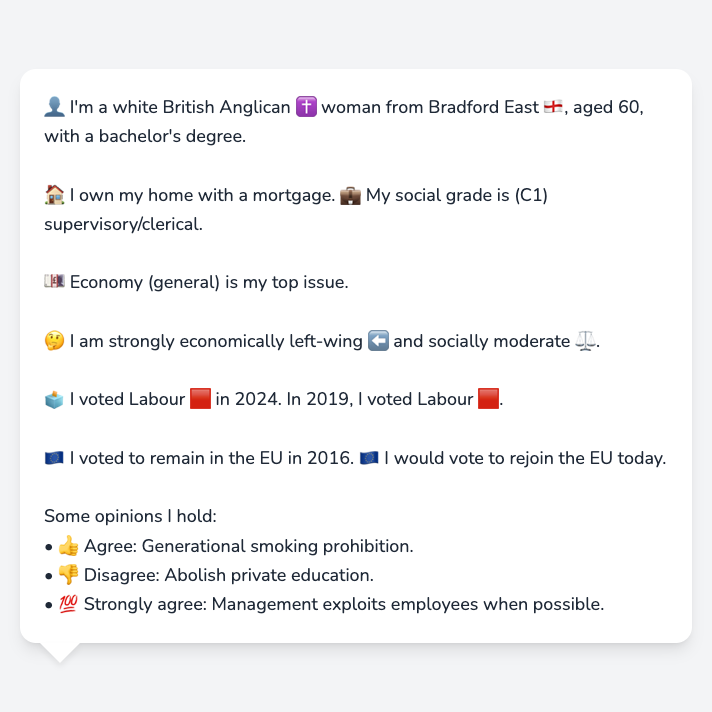 👤 I'm a white British Anglican ✝️ woman from Bradford East 🏴󠁧󠁢󠁥󠁮󠁧󠁿, aged 60,
with a bachelor's degree.
🏠 I own my home with a mortgage. 💼 My social grade is (C1)
supervisory/clerical.
💷 Economy (general) is my top issue.
🤔 I am strongly economically left-wing ⬅️ and socially moderate ⚖️.
🗳️ I voted Labour 🟥 in 2024. In 2019, I voted Labour 🟥.
🇪🇺 I voted to remain in the EU in 2016. 🇪🇺 I would vote to rejoin the EU today.
Some opinions I hold:
• 👍 Agree: Generational smoking prohibition.
• 👎 Disagree: Abolish private education.
• 💯 Strongly agree: Management exploits employees when possible.